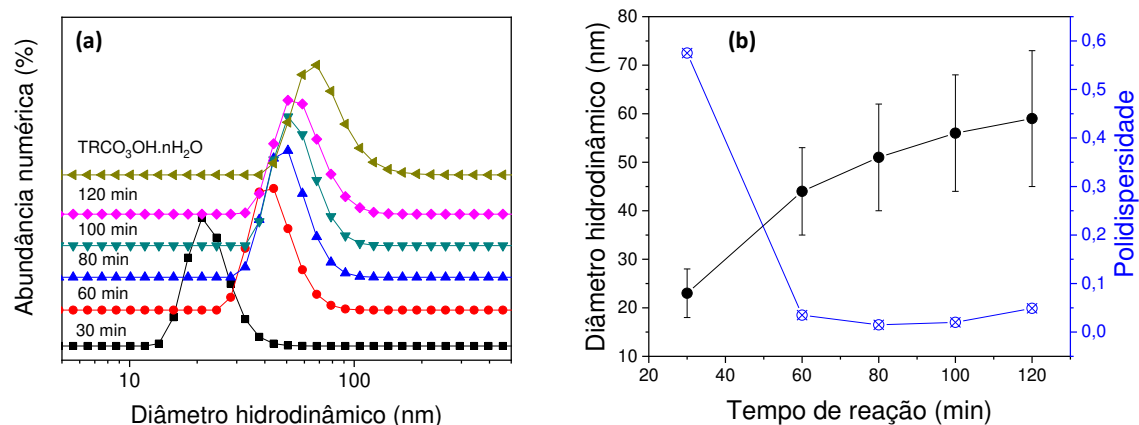 (a)
Abundância numérica (%)
TRCO₃OH.nH₂O
120 min
100 min
80 min
60 min
30 min
10
100
Diâmetro hidrodinâmico (nm)
(b)
Diâmetro hidrodinâmico (nm)
80
70
60
50
40
30
20
10
20
40
60
80
100
120
Tempo de reação (min)
0,6
0,5
0,4
0,3
0,2
0,1
0,0
Polidispersidade